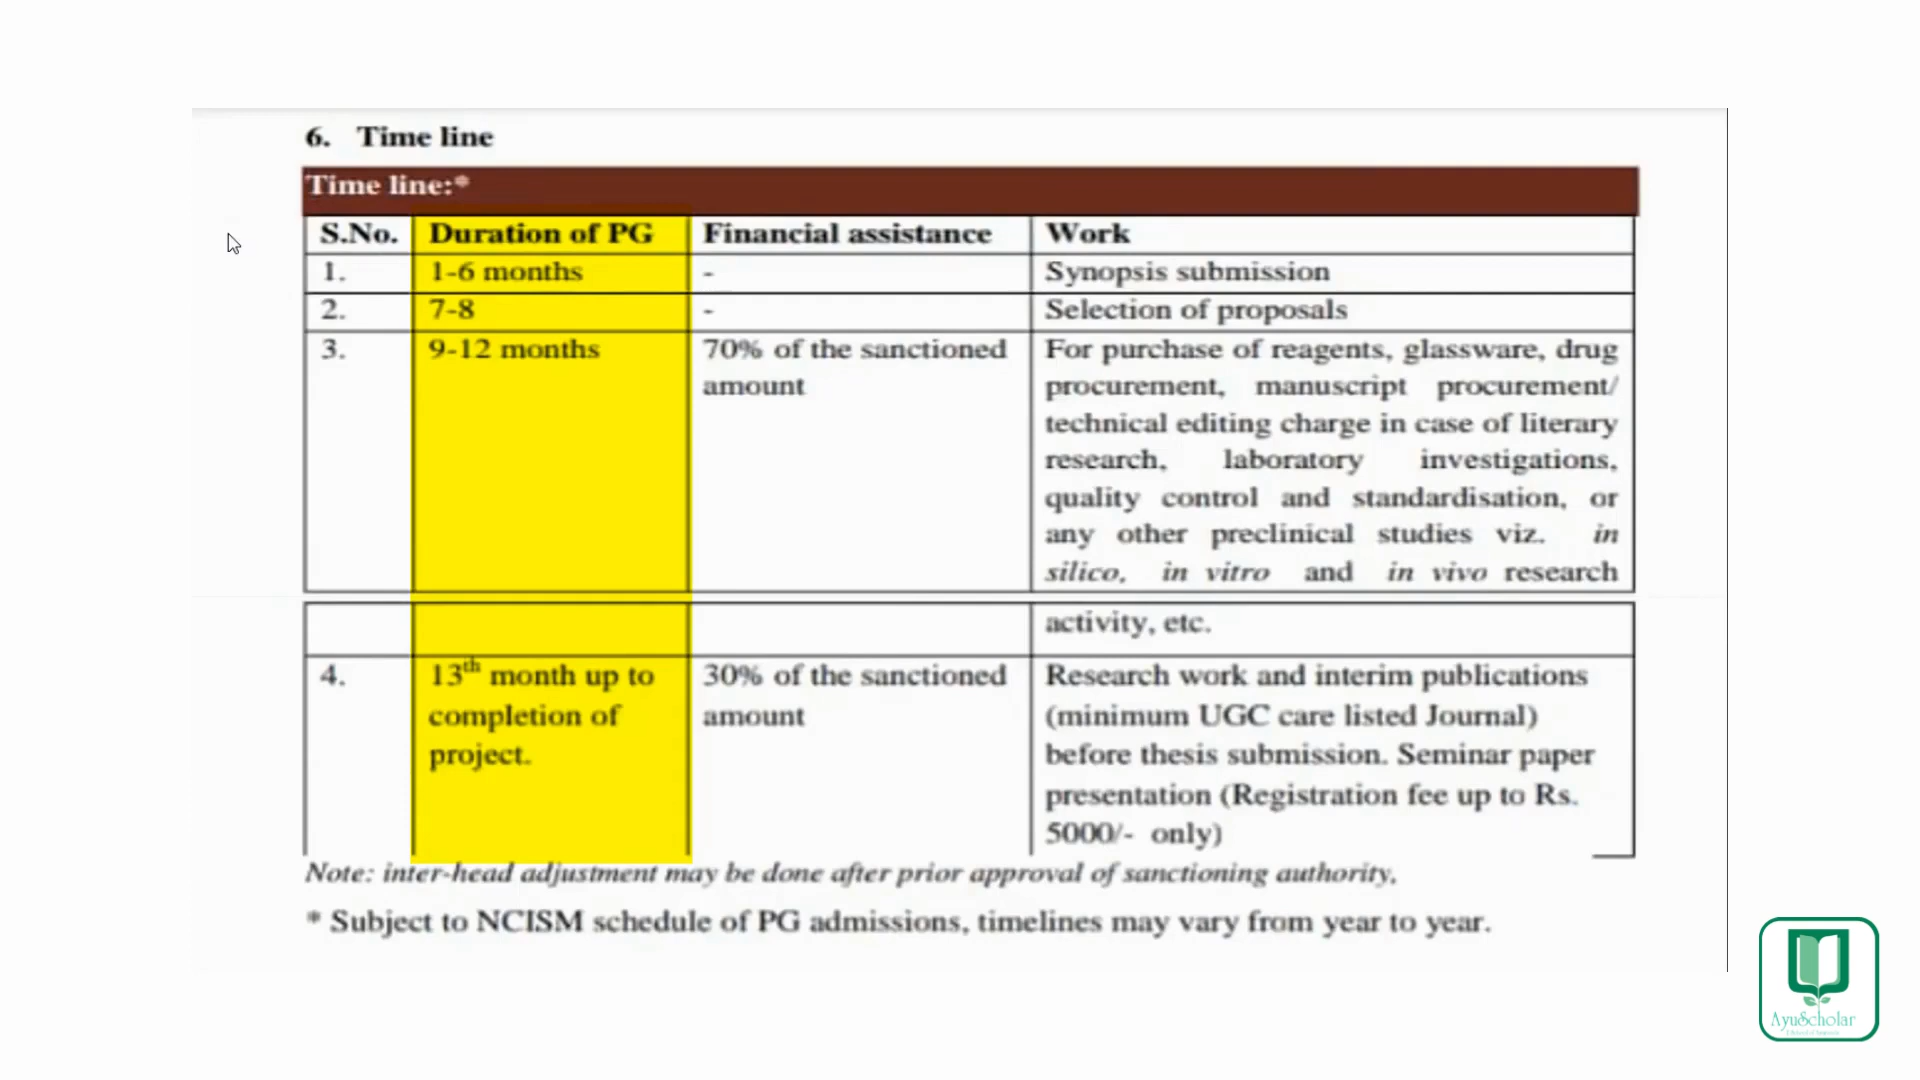 6. Time line
Time line:*
S.No. Duration of PG Financial assistance Work
1. 1-6 months - Synopsis submission
2. 7-8 - Selection of proposals
3. 9-12 months 70% of the sanctioned amount
For purchase of reagents, glassware, drug
procurement, manuscript procurement/
technical editing charge in case of literary
research, laboratory investigations,
quality control and standardisation, or
any other preclinical studies viz. in
silico, in vitro and in vivo research
activity, etc.
4. 13th month up to completion of project.
30% of the sanctioned amount
Research work and interim publications
(minimum UGC care listed Journal)
before thesis submission. Seminar paper
presentation (Registration fee up to Rs.
5000/- only)
Note: inter-head adjustment may be done after prior approval of sanctioning authority,
* Subject to NCISM schedule of PG admissions, timelines may vary from year to year.
AyuScholar